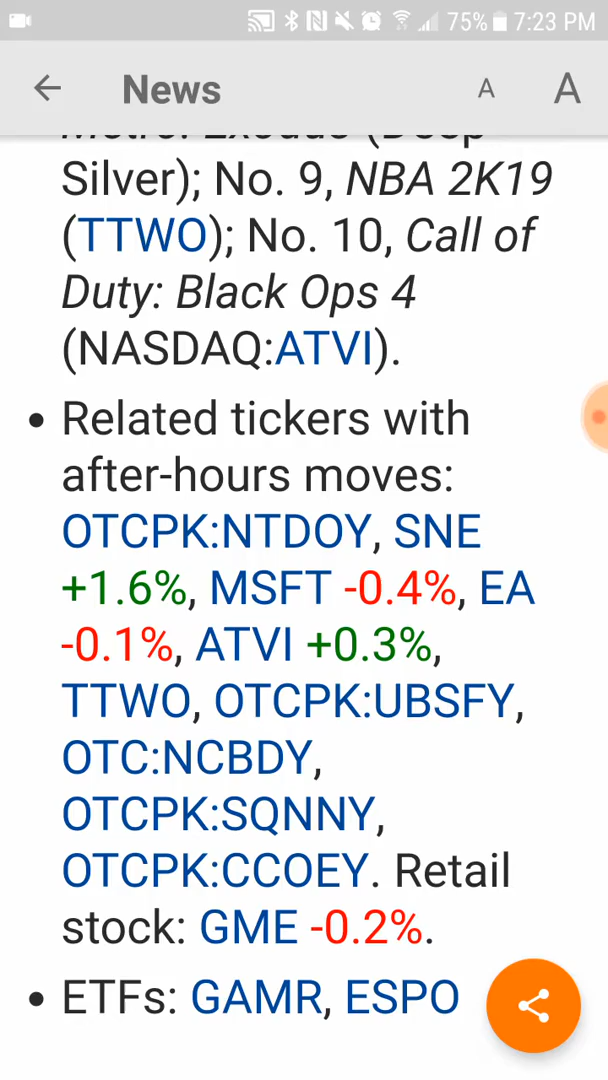 75% 7:23 PM
News A A
Silver); No. 9, NBA 2K19
(TTWO); No. 10, Call of
Duty: Black Ops 4
(NASDAQ:ATVI).
• Related tickers with
after-hours moves:
OTCPK:NTDOY, SNE
+1.6%, MSFT -0.4%, EA
-0.1%, ATVI +0.3%,
TTWO, OTCPK:UBSFY,
OTC:NCBDY,
OTCPK:SQNNY,
OTCPK:CCOEY. Retail
stock: GME -0.2%.
• ETFs: GAMR, ESPO